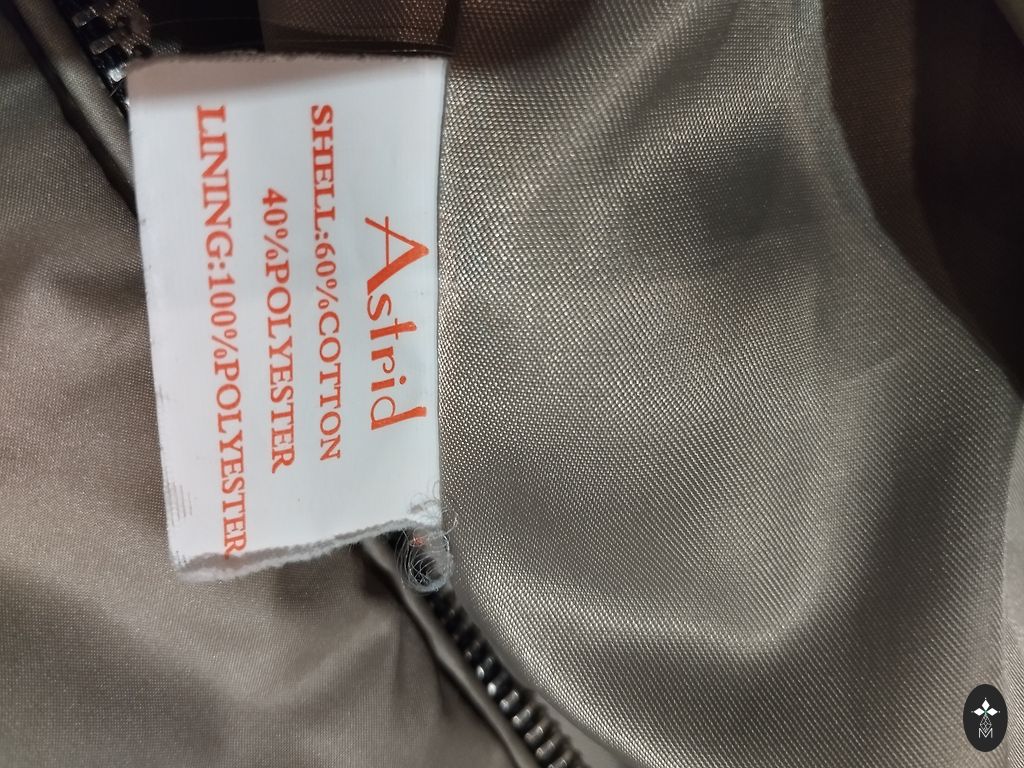 Astrid
SHELL:60%COTTON
40%POLYESTER
LINING:100%POLYESTER
M